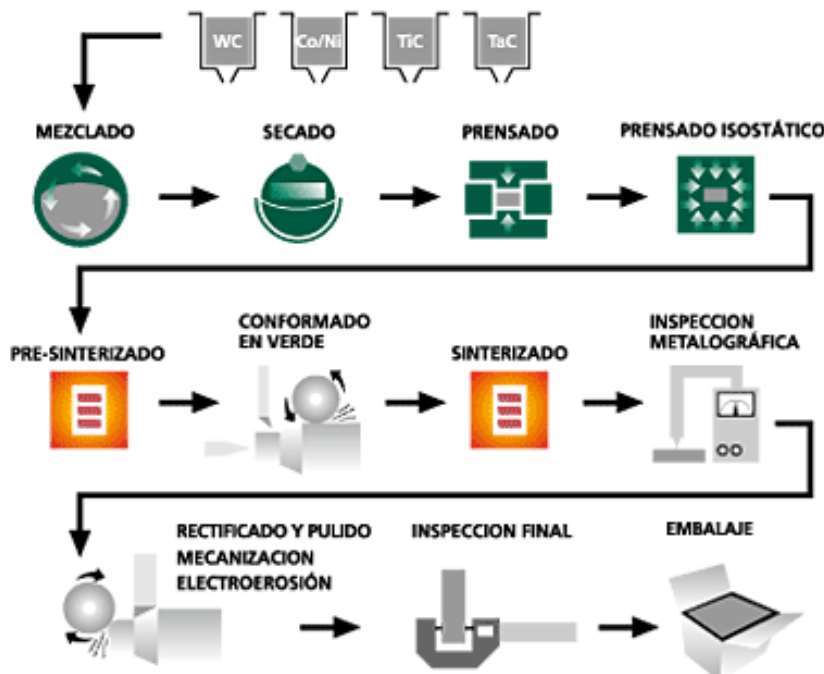 WC
Co/Ni
TiC
TaC
MEZCLADO
SECADO
PRENSADO
PRENSADO ISOSTÁTICO
PRE-SINTERIZADO
CONFORMADO
EN VERDE
SINTERIZADO
INSPECCION
METALOGRÁFICA
RECTIFICADO Y PULIDO
MECANIZACION
ELECTROEROSIÓN
INSPECCION FINAL
EMBALAJE